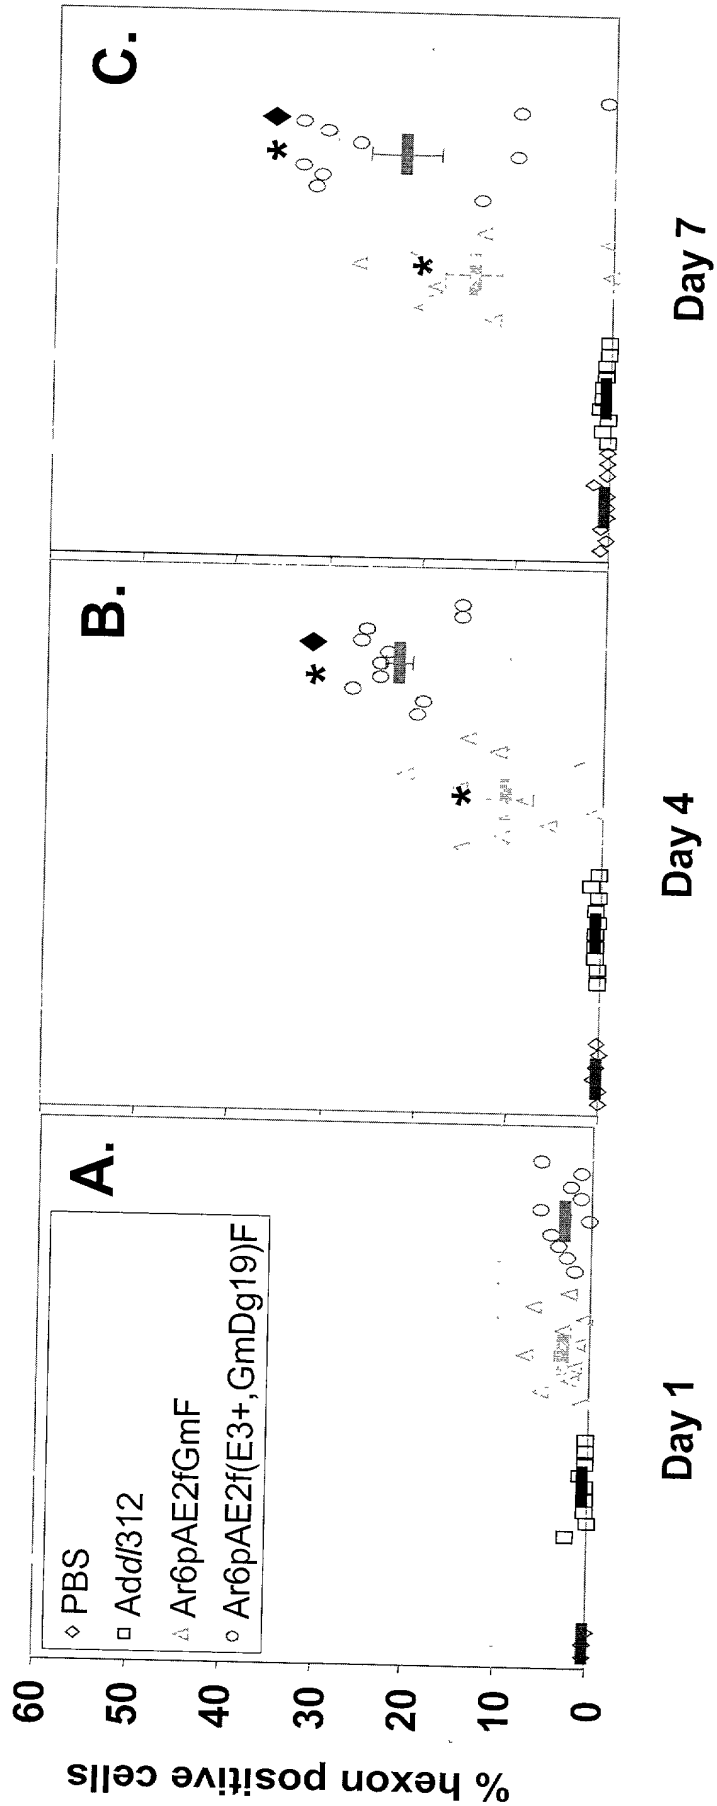 % hexon positive cells
60
50
40
30
20
10
0
◇ PBS
□ Addl312
△ Ar6pAE2fGmF
○ Ar6pAE2f(E3+,GmDg19)F
A.
B.
C.
*
*
*
*
Day 1
Day 4
Day 7